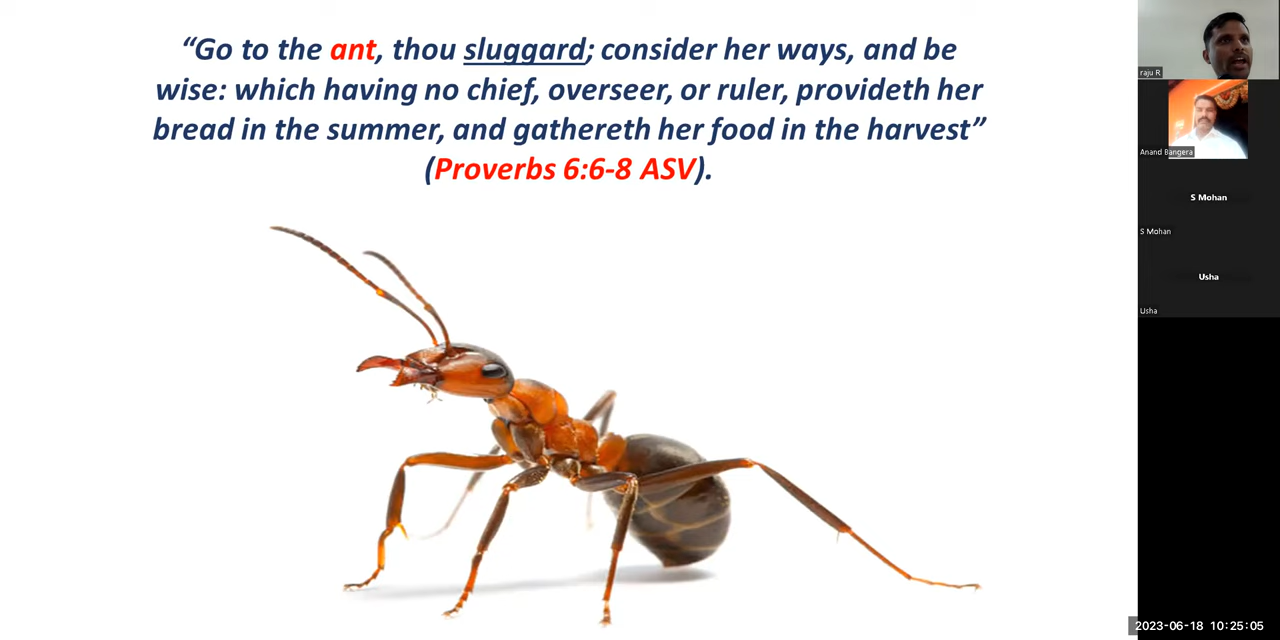 “Go to the ant, thou sluggard; consider her ways, and be
wise: which having no chief, overseer, or ruler, provideth her
bread in the summer, and gathereth her food in the harvest”
(Proverbs 6:6-8 ASV).
raju R
Anand Bangera
S Mohan
S Mohan
Usha
Usha
2023-06-18 10:25:05